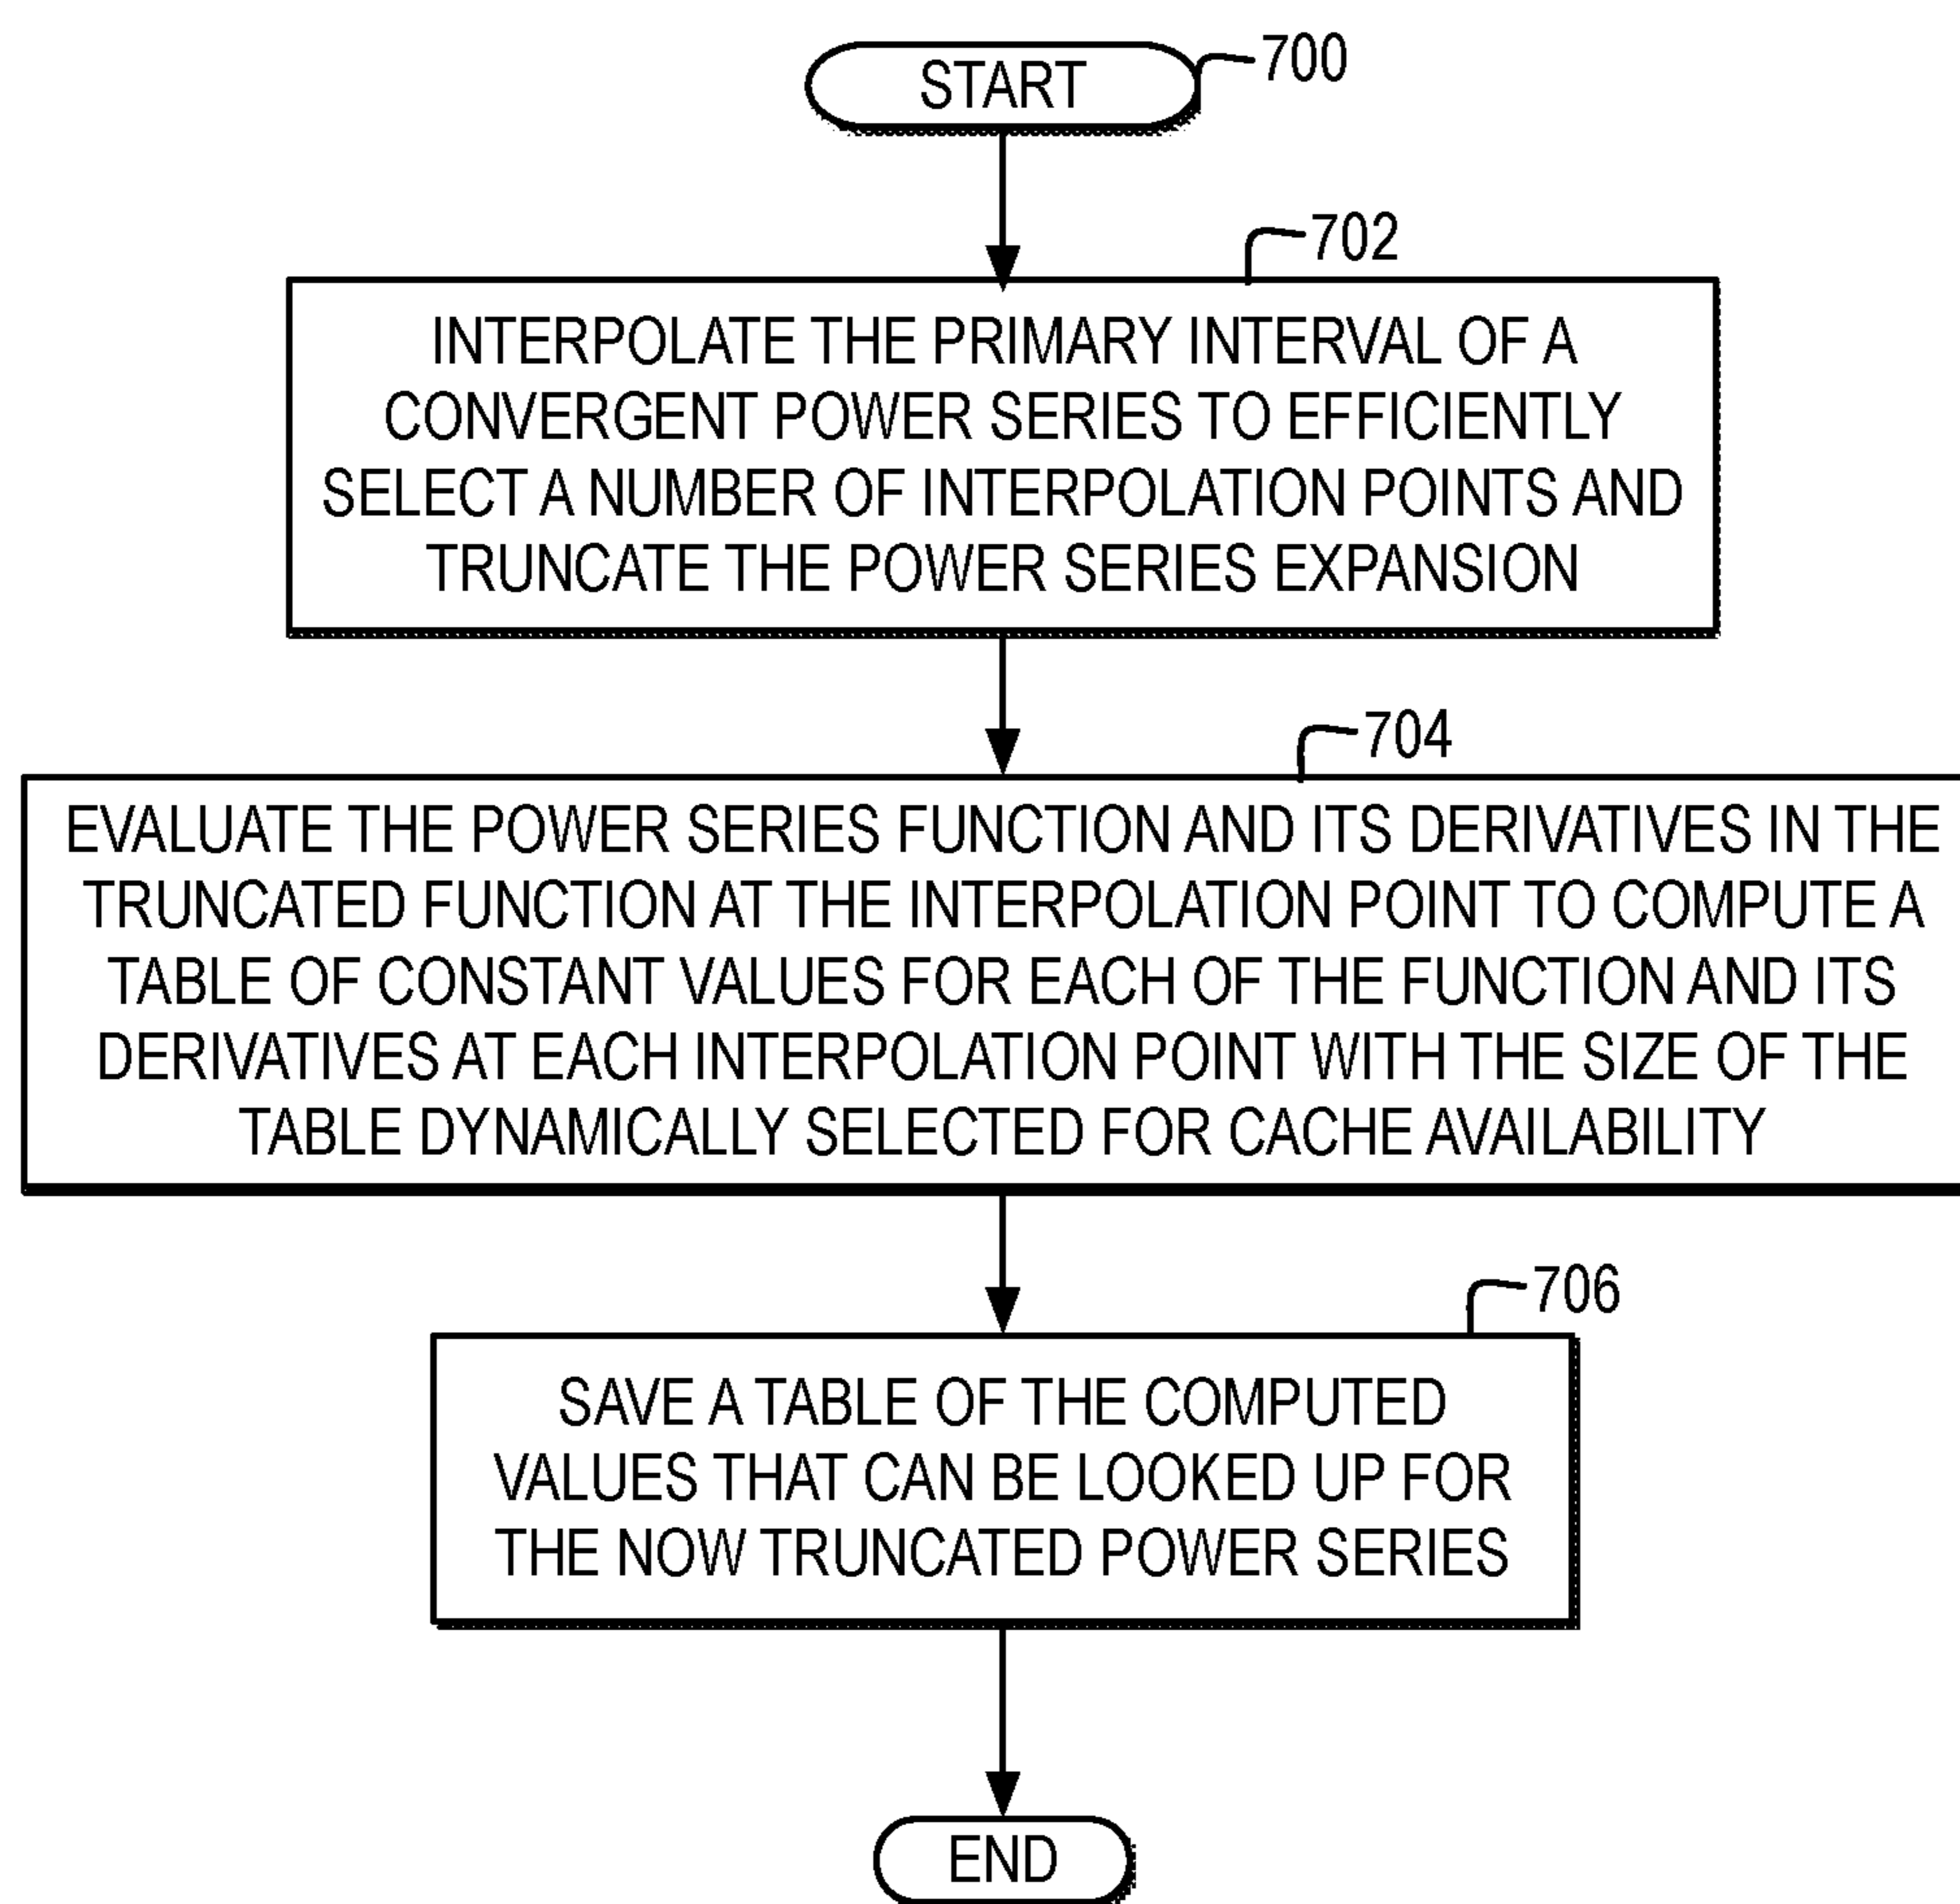 START
700
702
INTERPOLATE THE PRIMARY INTERVAL OF A
CONVERGENT POWER SERIES TO EFFICIENTLY
SELECT A NUMBER OF INTERPOLATION POINTS AND
TRUNCATE THE POWER SERIES EXPANSION
704
EVALUATE THE POWER SERIES FUNCTION AND ITS DERIVATIVES IN THE
TRUNCATED FUNCTION AT THE INTERPOLATION POINT TO COMPUTE A
TABLE OF CONSTANT VALUES FOR EACH OF THE FUNCTION AND ITS
DERIVATIVES AT EACH INTERPOLATION POINT WITH THE SIZE OF THE
TABLE DYNAMICALLY SELECTED FOR CACHE AVAILABILITY
706
SAVE A TABLE OF THE COMPUTED
VALUES THAT CAN BE LOOKED UP FOR
THE NOW TRUNCATED POWER SERIES
END